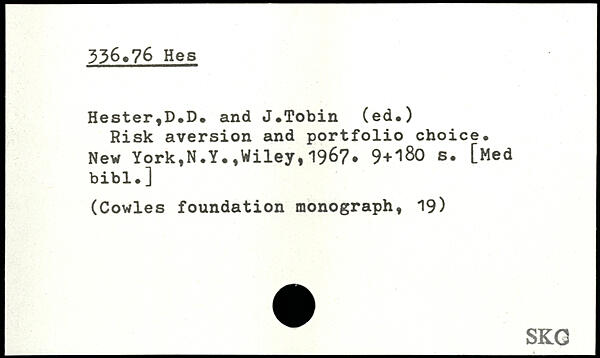 336.76 Hes
Hester,D.D. and J.Tobin (ed.)
Risk aversion and portfolio choice.
New York,N.Y.,Wiley,1967. 9+180 s. [Med
bibl.]
(Cowles foundation monograph, 19)
SKG